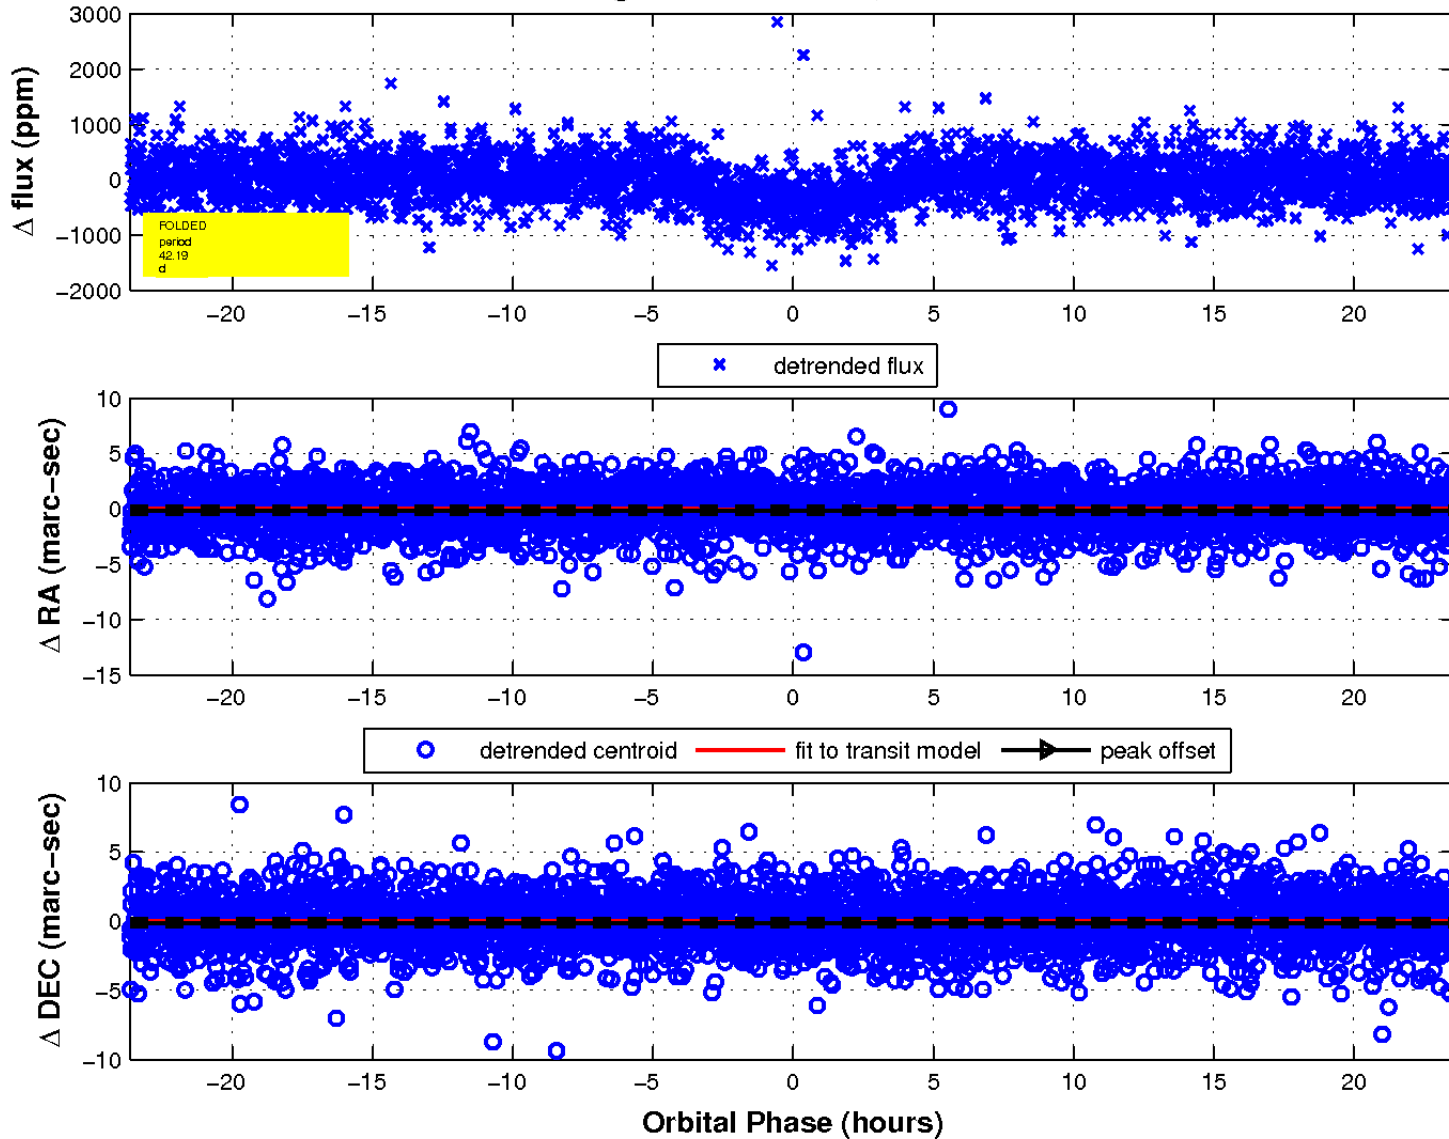 3000
2000
1000
0
−1000
−2000
Δ flux (ppm)
FOLDED
period
42.19
d
−20 −15 −10 −5 0 5 10 15 20
detrended flux
10
5
0
−5
−10
−15
Δ RA (marc−sec)
−20 −15 −10 −5 0 5 10 15 20
detrended centroid fit to transit model peak offset
10
5
0
−5
−10
Δ DEC (marc−sec)
−20 −15 −10 −5 0 5 10 15 20
Orbital Phase (hours)